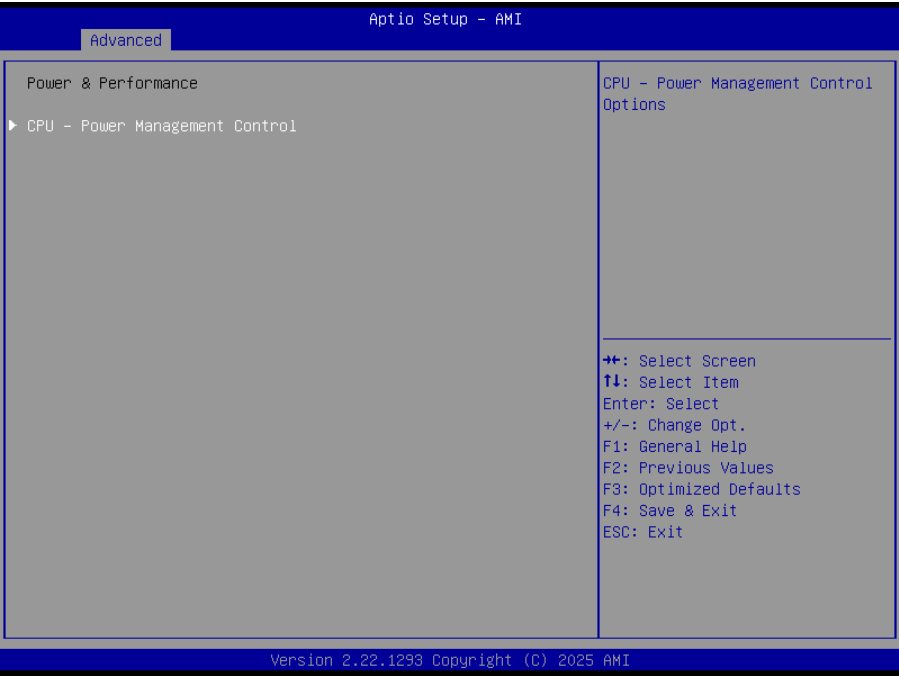 Aptio Setup – AMI
Advanced
Power & Performance
CPU – Power Management Control
CPU – Power Management Control
Options
→←: Select Screen
↑↓: Select Item
Enter: Select
+/-: Change Opt.
F1: General Help
F2: Previous Values
F3: Optimized Defaults
F4: Save & Exit
ESC: Exit
Version 2.22.1293 Copyright (C) 2025 AMI